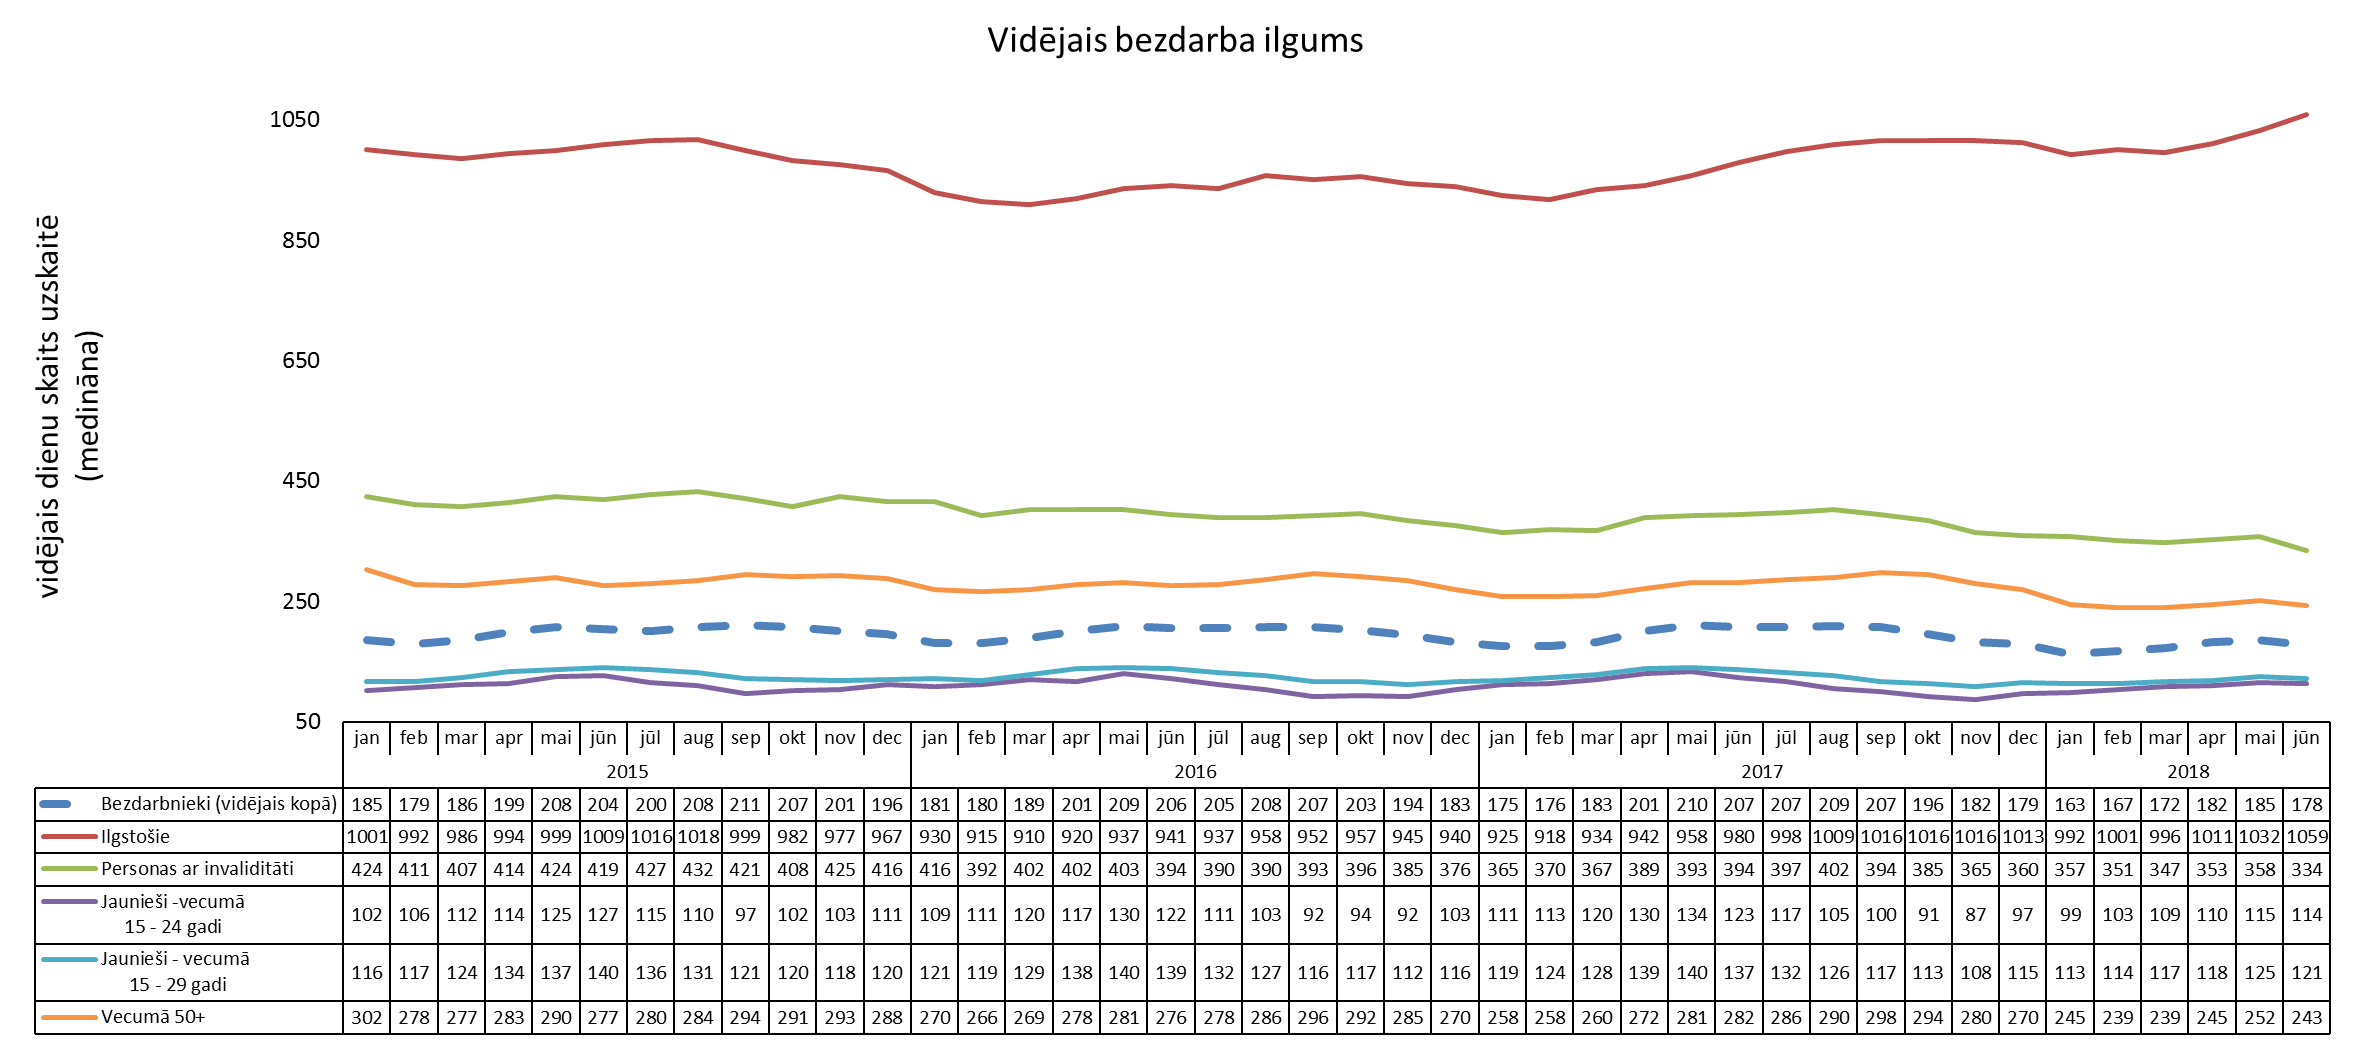 Vidējais bezdarba ilgums
vidējais dienu skaits uzskaitē
(medināna)
1050
850
650
450
250
50
jan feb mar apr mai jūn jūl aug sep okt nov dec jan feb mar apr mai jūn jūl aug sep okt nov dec jan feb mar apr mai jūn jūl aug sep okt nov dec jan feb mar apr mai jūn
2015 2016 2017 2018
Bezdarbnieki (vidējais kopā) 185 179 186 199 208 204 200 208 211 207 201 196 181 180 189 201 209 206 205 208 207 203 194 183 175 176 183 201 210 207 207 209 207 196 182 179 163 167 172 182 185 178
Ilgstošie 1001 992 986 994 999 1009 1016 1018 999 982 977 967 930 915 910 920 937 941 937 958 952 957 945 940 925 918 934 942 958 980 998 1009 1016 1016 1016 1013 992 1001 996 1011 1032 1059
Personas ar invaliditāti 424 411 407 414 424 419 427 432 421 408 425 416 416 392 402 402 403 394 390 390 393 396 385 376 365 370 367 389 393 394 397 402 394 385 365 360 357 351 347 353 358 334
Jaunieši -vecumā
15 - 24 gadi 102 106 112 114 125 127 115 110 97 102 103 111 109 111 120 117 130 122 111 103 92 94 92 103 111 113 120 130 134 123 117 105 100 91 87 97 99 103 109 110 115 114
Jaunieši - vecumā
15 - 29 gadi 116 117 124 134 137 140 136 131 121 120 118 120 121 119 129 138 140 139 132 127 116 117 112 116 119 124 128 139 140 137 132 126 117 113 108 115 113 114 117 118 125 121
Vecumā 50+ 302 278 277 283 290 277 280 284 294 291 293 288 270 266 269 278 281 276 278 286 296 292 285 270 258 258 260 272 281 282 286 290 298 294 280 270 245 239 239 245 252 243